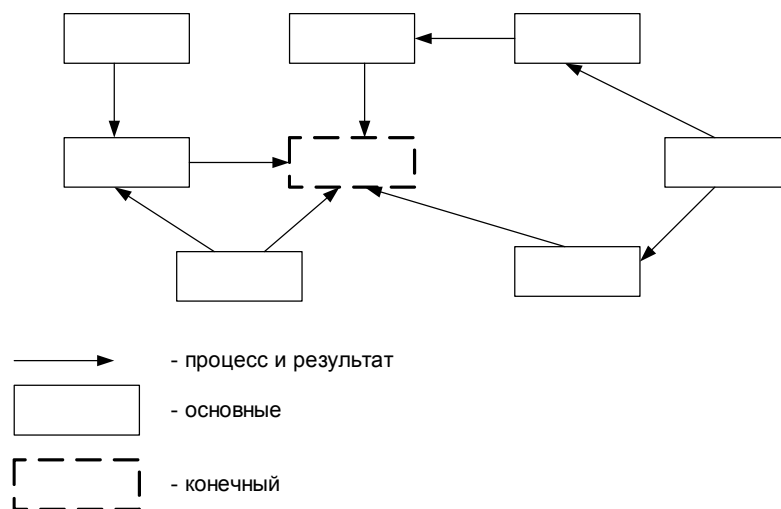 - процесс и результат
- основные
- конечный